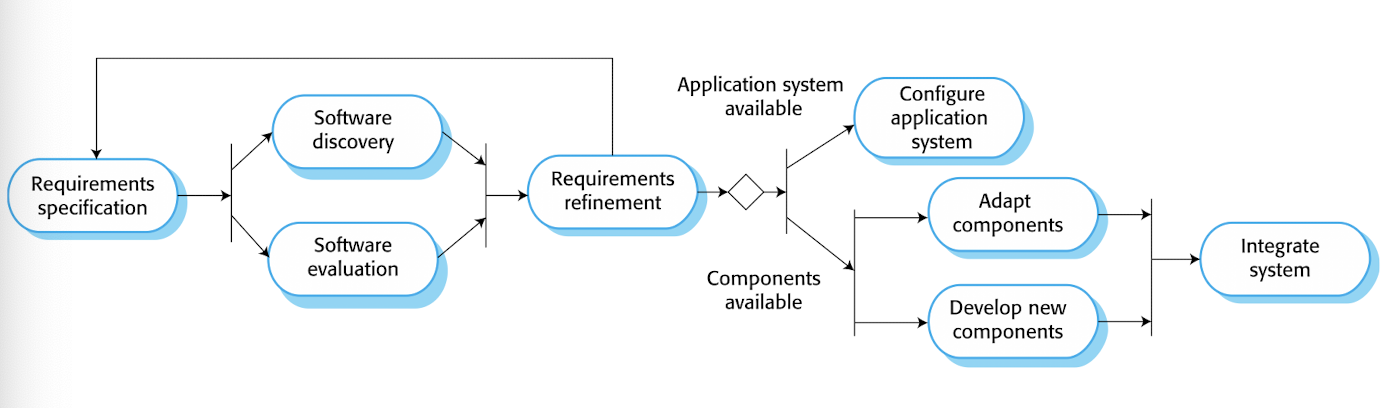 Requirements
specification
Software
discovery
Software
evaluation
Requirements
refinement
Application system
available
Configure
application
system
Components
available
Adapt
components
Develop new
components
Integrate
system